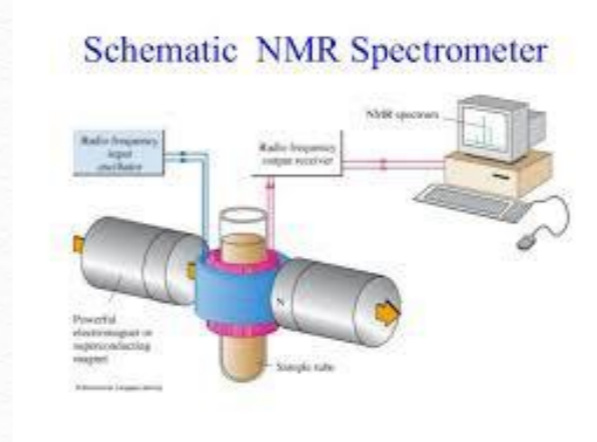 Schematic NMR Spectrometer
NMR spectrum
Radio frequency
input
oscillator
Radio frequency
output receiver
Powerful
electromagnet or
superconducting
magnet
Sample tube